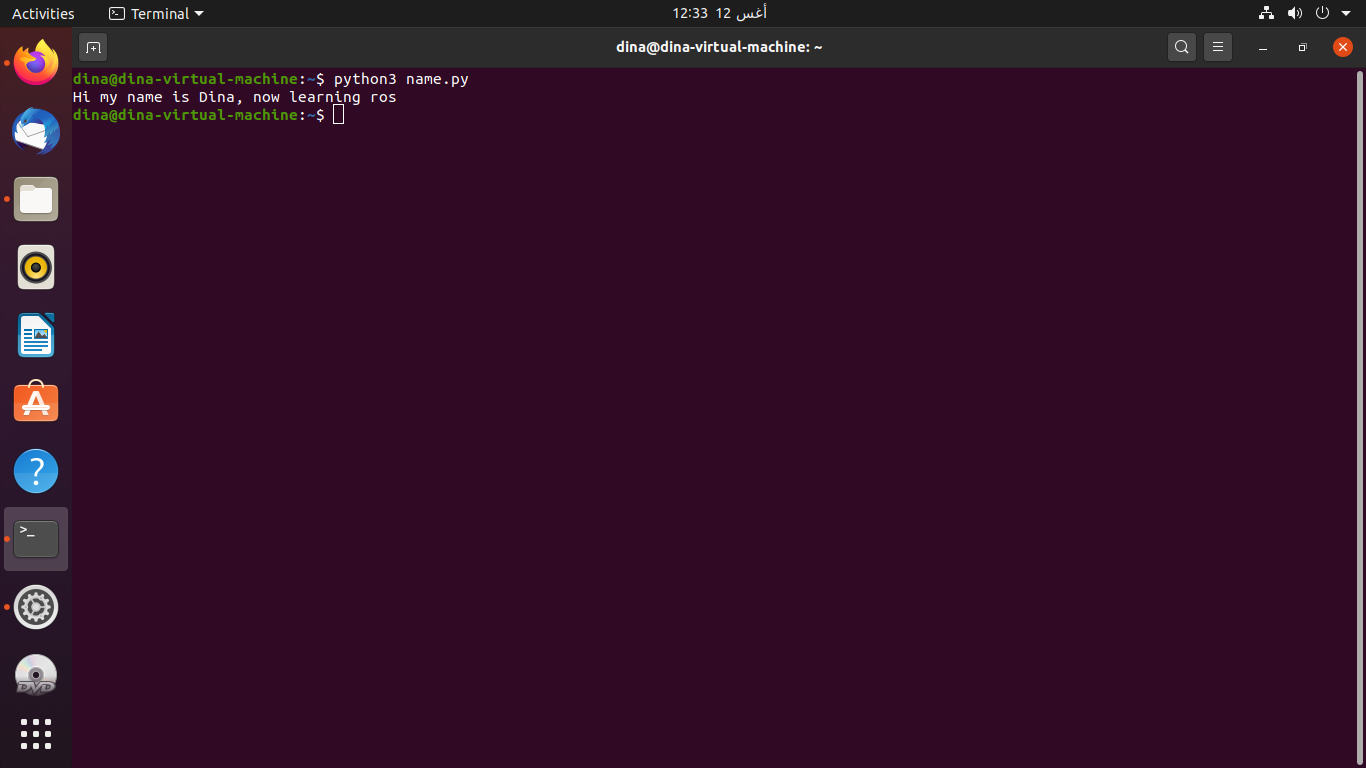 Activities
Terminal
12:33 12 أغس
dina@dina-virtual-machine: ~
dina@dina-virtual-machine:~$ python3 name.py
Hi my name is Dina, now learning ros
dina@dina-virtual-machine:~$
?
>_
DVD